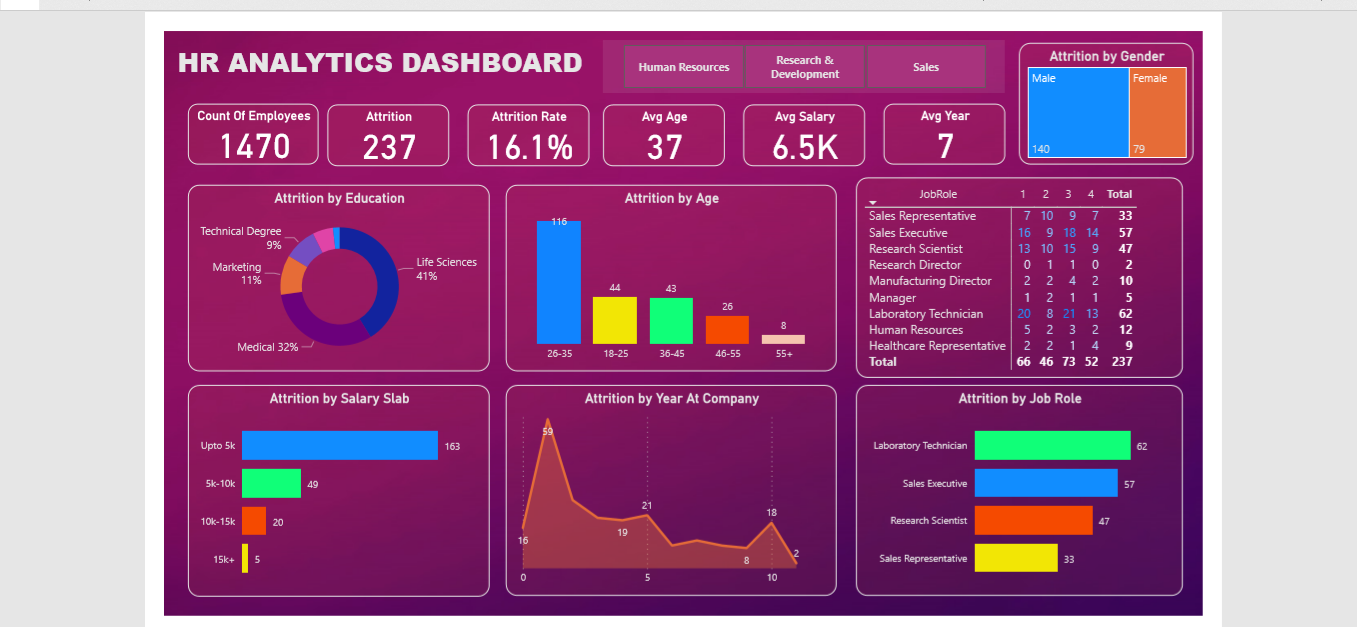 HR ANALYTICS DASHBOARD
Human Resources
Research &
Development
Sales
Attrition by Gender
Male
Female
140
79
Count Of Employees
1470
Attrition
237
Attrition Rate
16.1%
Avg Age
37
Avg Salary
6.5K
Avg Year
7
Attrition by Education
Technical Degree
9%
Marketing
11%
Medical 32%
Life Sciences
41%
Attrition by Age
116
44
43
26
8
26-35 18-25 36-45 46-55 55+
JobRole 1 2 3 4 Total
Sales Representative 7 10 9 7 33
Sales Executive 16 9 18 14 57
Research Scientist 13 10 15 9 47
Research Director 0 1 1 0 2
Manufacturing Director 2 2 4 2 10
Manager 1 2 1 1 5
Laboratory Technician 20 8 21 13 62
Human Resources 5 2 3 2 12
Healthcare Representative 2 2 1 4 9
Total 66 46 73 52 237
Attrition by Salary Slab
Upto 5k 163
5k-10k 49
10k-15k 20
15k+ 5
Attrition by Year At Company
59
16
19
21
8
18
2
0 5 10
Attrition by Job Role
Laboratory Technician 62
Sales Executive 57
Research Scientist 47
Sales Representative 33